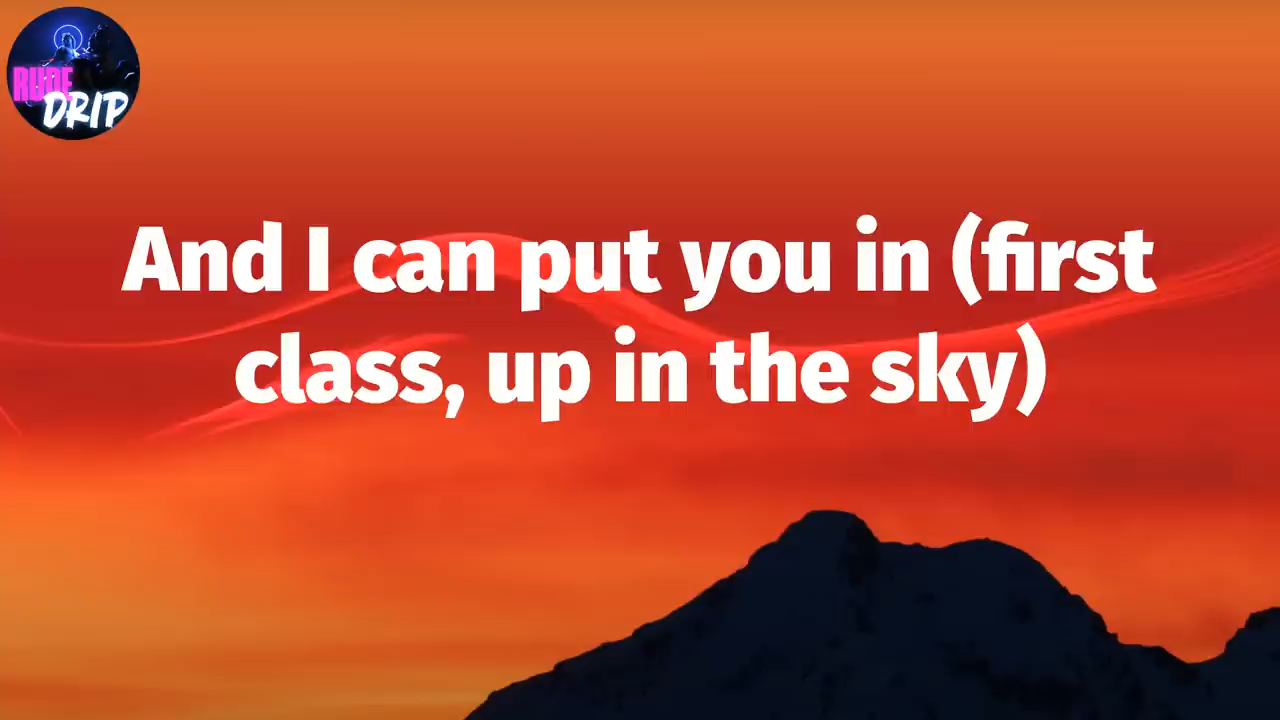 RUDE
DRIP
And I can put you in (first
class, up in the sky)